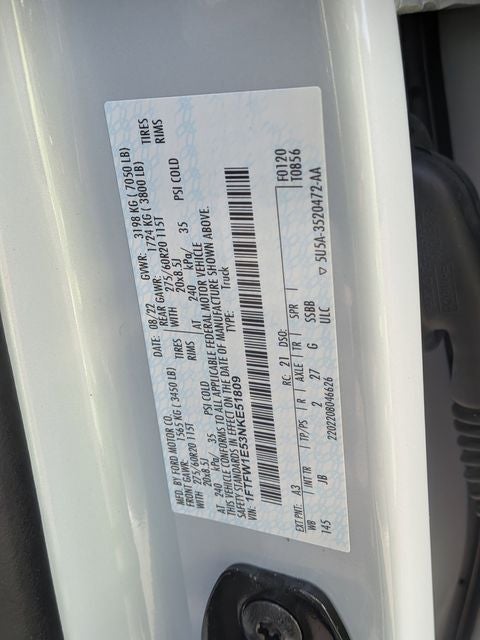 MFD. BY FORD MOTOR CO.
DATE: 08/22 GVWR: 3198 KG ( 7050 LB)
FRONT GAWR: 1565 KG ( 3450 LB) REAR GAWR: 1724 KG ( 3800 LB)
WITH 275/60R20 115T TIRES WITH 275/60R20 115T TIRES
20x8.5J RIMS 20x8.5J RIMS
AT 240 kPa/ 35 PSI COLD AT 240 kPa/ 35 PSI COLD
THIS VEHICLE CONFORMS TO ALL APPLICABLE FEDERAL MOTOR VEHICLE
SAFETY STANDARDS IN EFFECT ON THE DATE OF MANUFACTURE SHOWN ABOVE.
VIN: 1FTFW1E53NKE51809 TYPE: Truck
F0120
T0856
EXT PNT: A3 RC: 21 DSO:
WB INT TR TP/PS R AXLE TR SPR
145 JB 2 27 G SSBB
ULC
2202208046626 ▽ 5U5A-3520472-AA